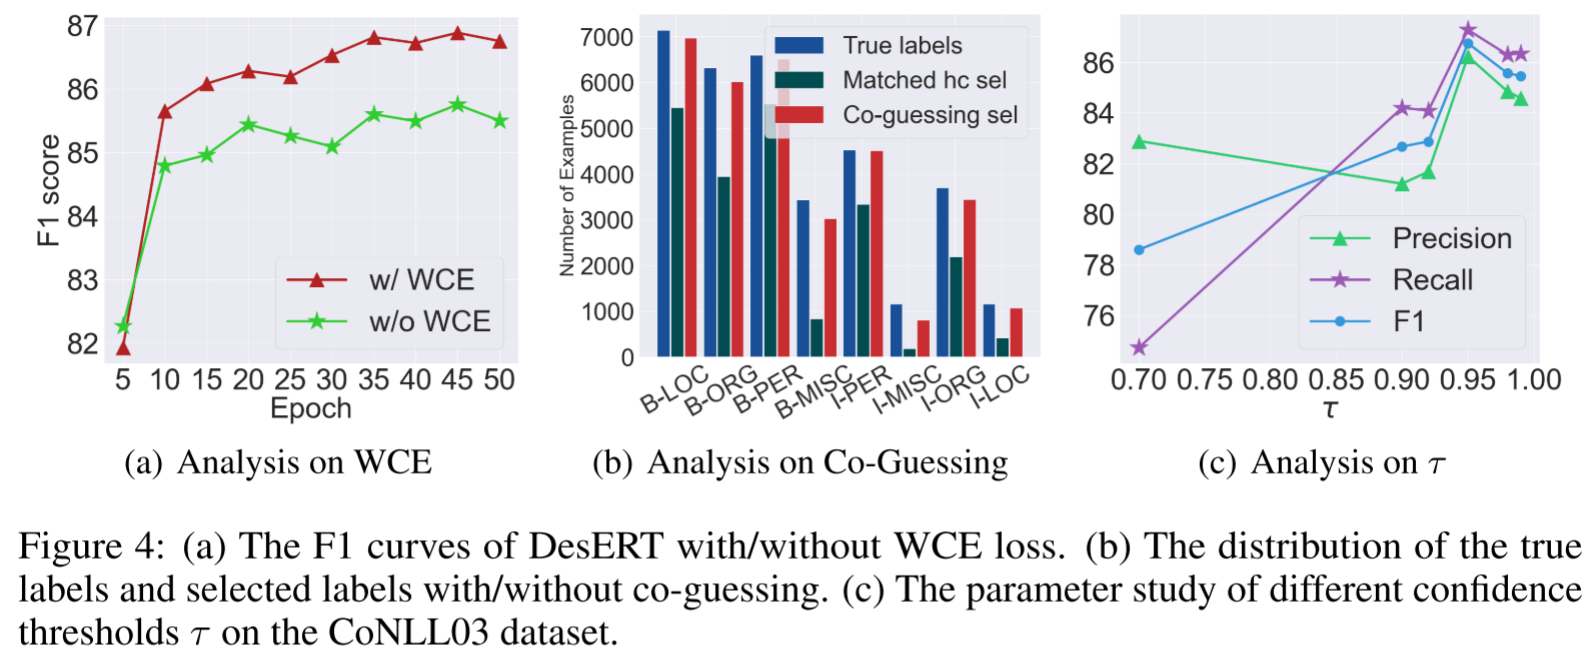 87
86
85
84
83
82
F1 score
w/ WCE
w/o WCE
5 10 15 20 25 30 35 40 45 50
Epoch
(a) Analysis on WCE
7000
6000
5000
4000
3000
2000
1000
0
Number of Examples
True labels
Matched hc sel
Co-guessing sel
B-LOC
B-ORG
B-PER
B-MISC
I-PER
I-MISC
I-ORG
I-LOC
(b) Analysis on Co-Guessing
86
84
82
80
78
76
Precision
Recall
F1
0.70 0.75 0.80 0.85 0.90 0.95 1.00
τ
(c) Analysis on τ
Figure 4: (a) The F1 curves of DesERT with/without WCE loss. (b) The distribution of the true
labels and selected labels with/without co-guessing. (c) The parameter study of different confidence
thresholds τ on the CoNLL03 dataset.